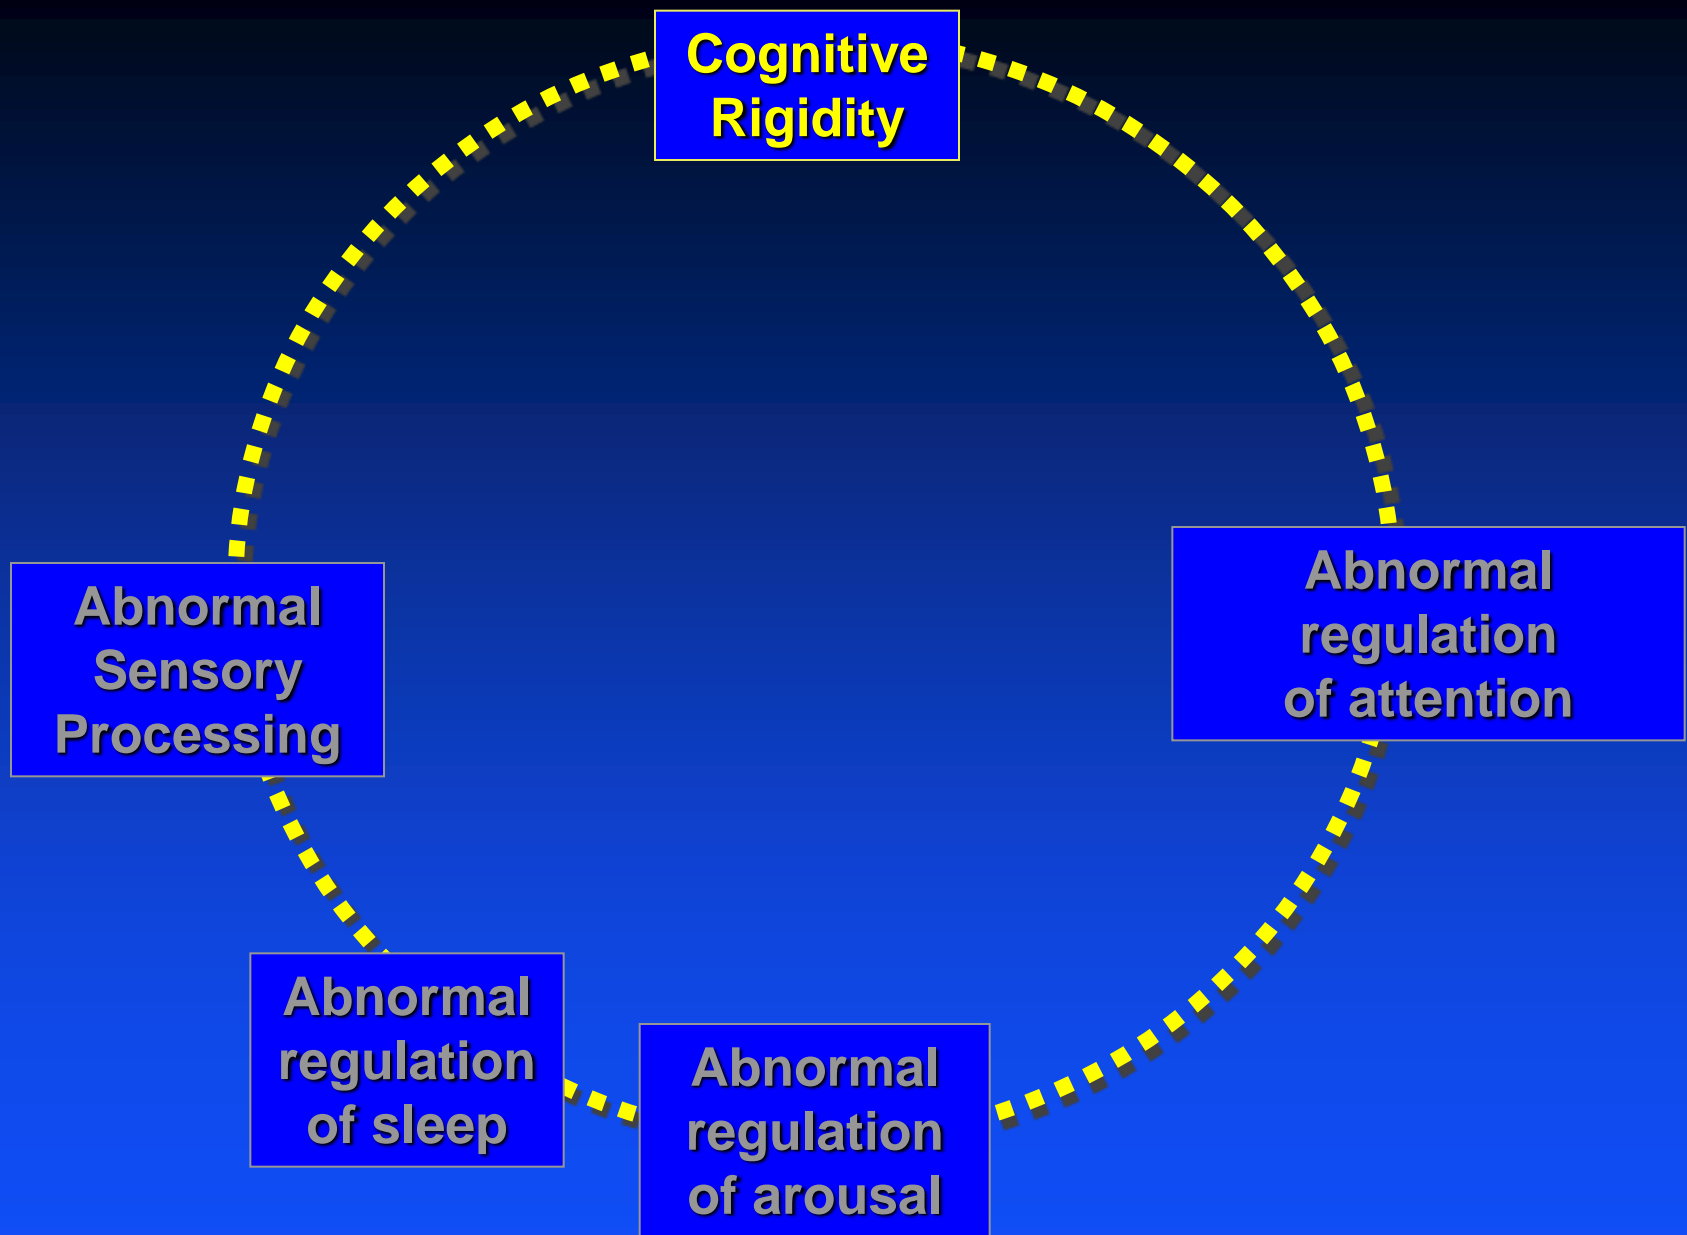 Cognitive
Rigidity
Abnormal
regulation
of attention
Abnormal
Sensory
Processing
Abnormal
regulation
of sleep
Abnormal
regulation
of arousal